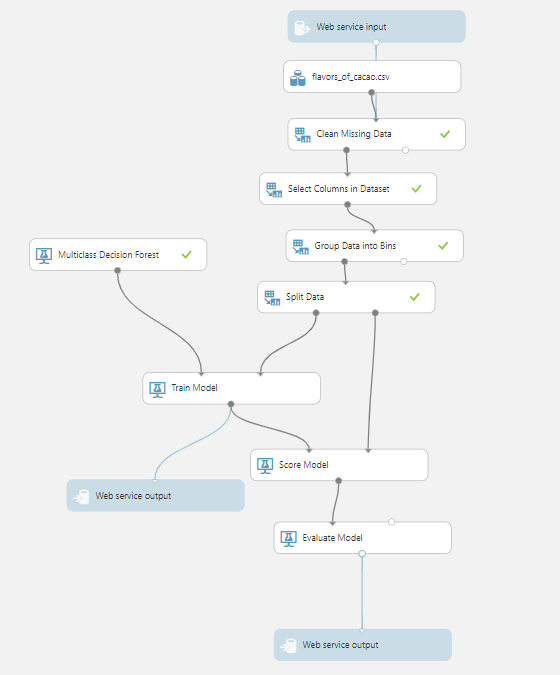 Web service input
flavors_of_cacao.csv
Clean Missing Data
Select Columns in Dataset
Group Data into Bins
Multiclass Decision Forest
Split Data
Train Model
Score Model
Web service output
Evaluate Model
Web service output